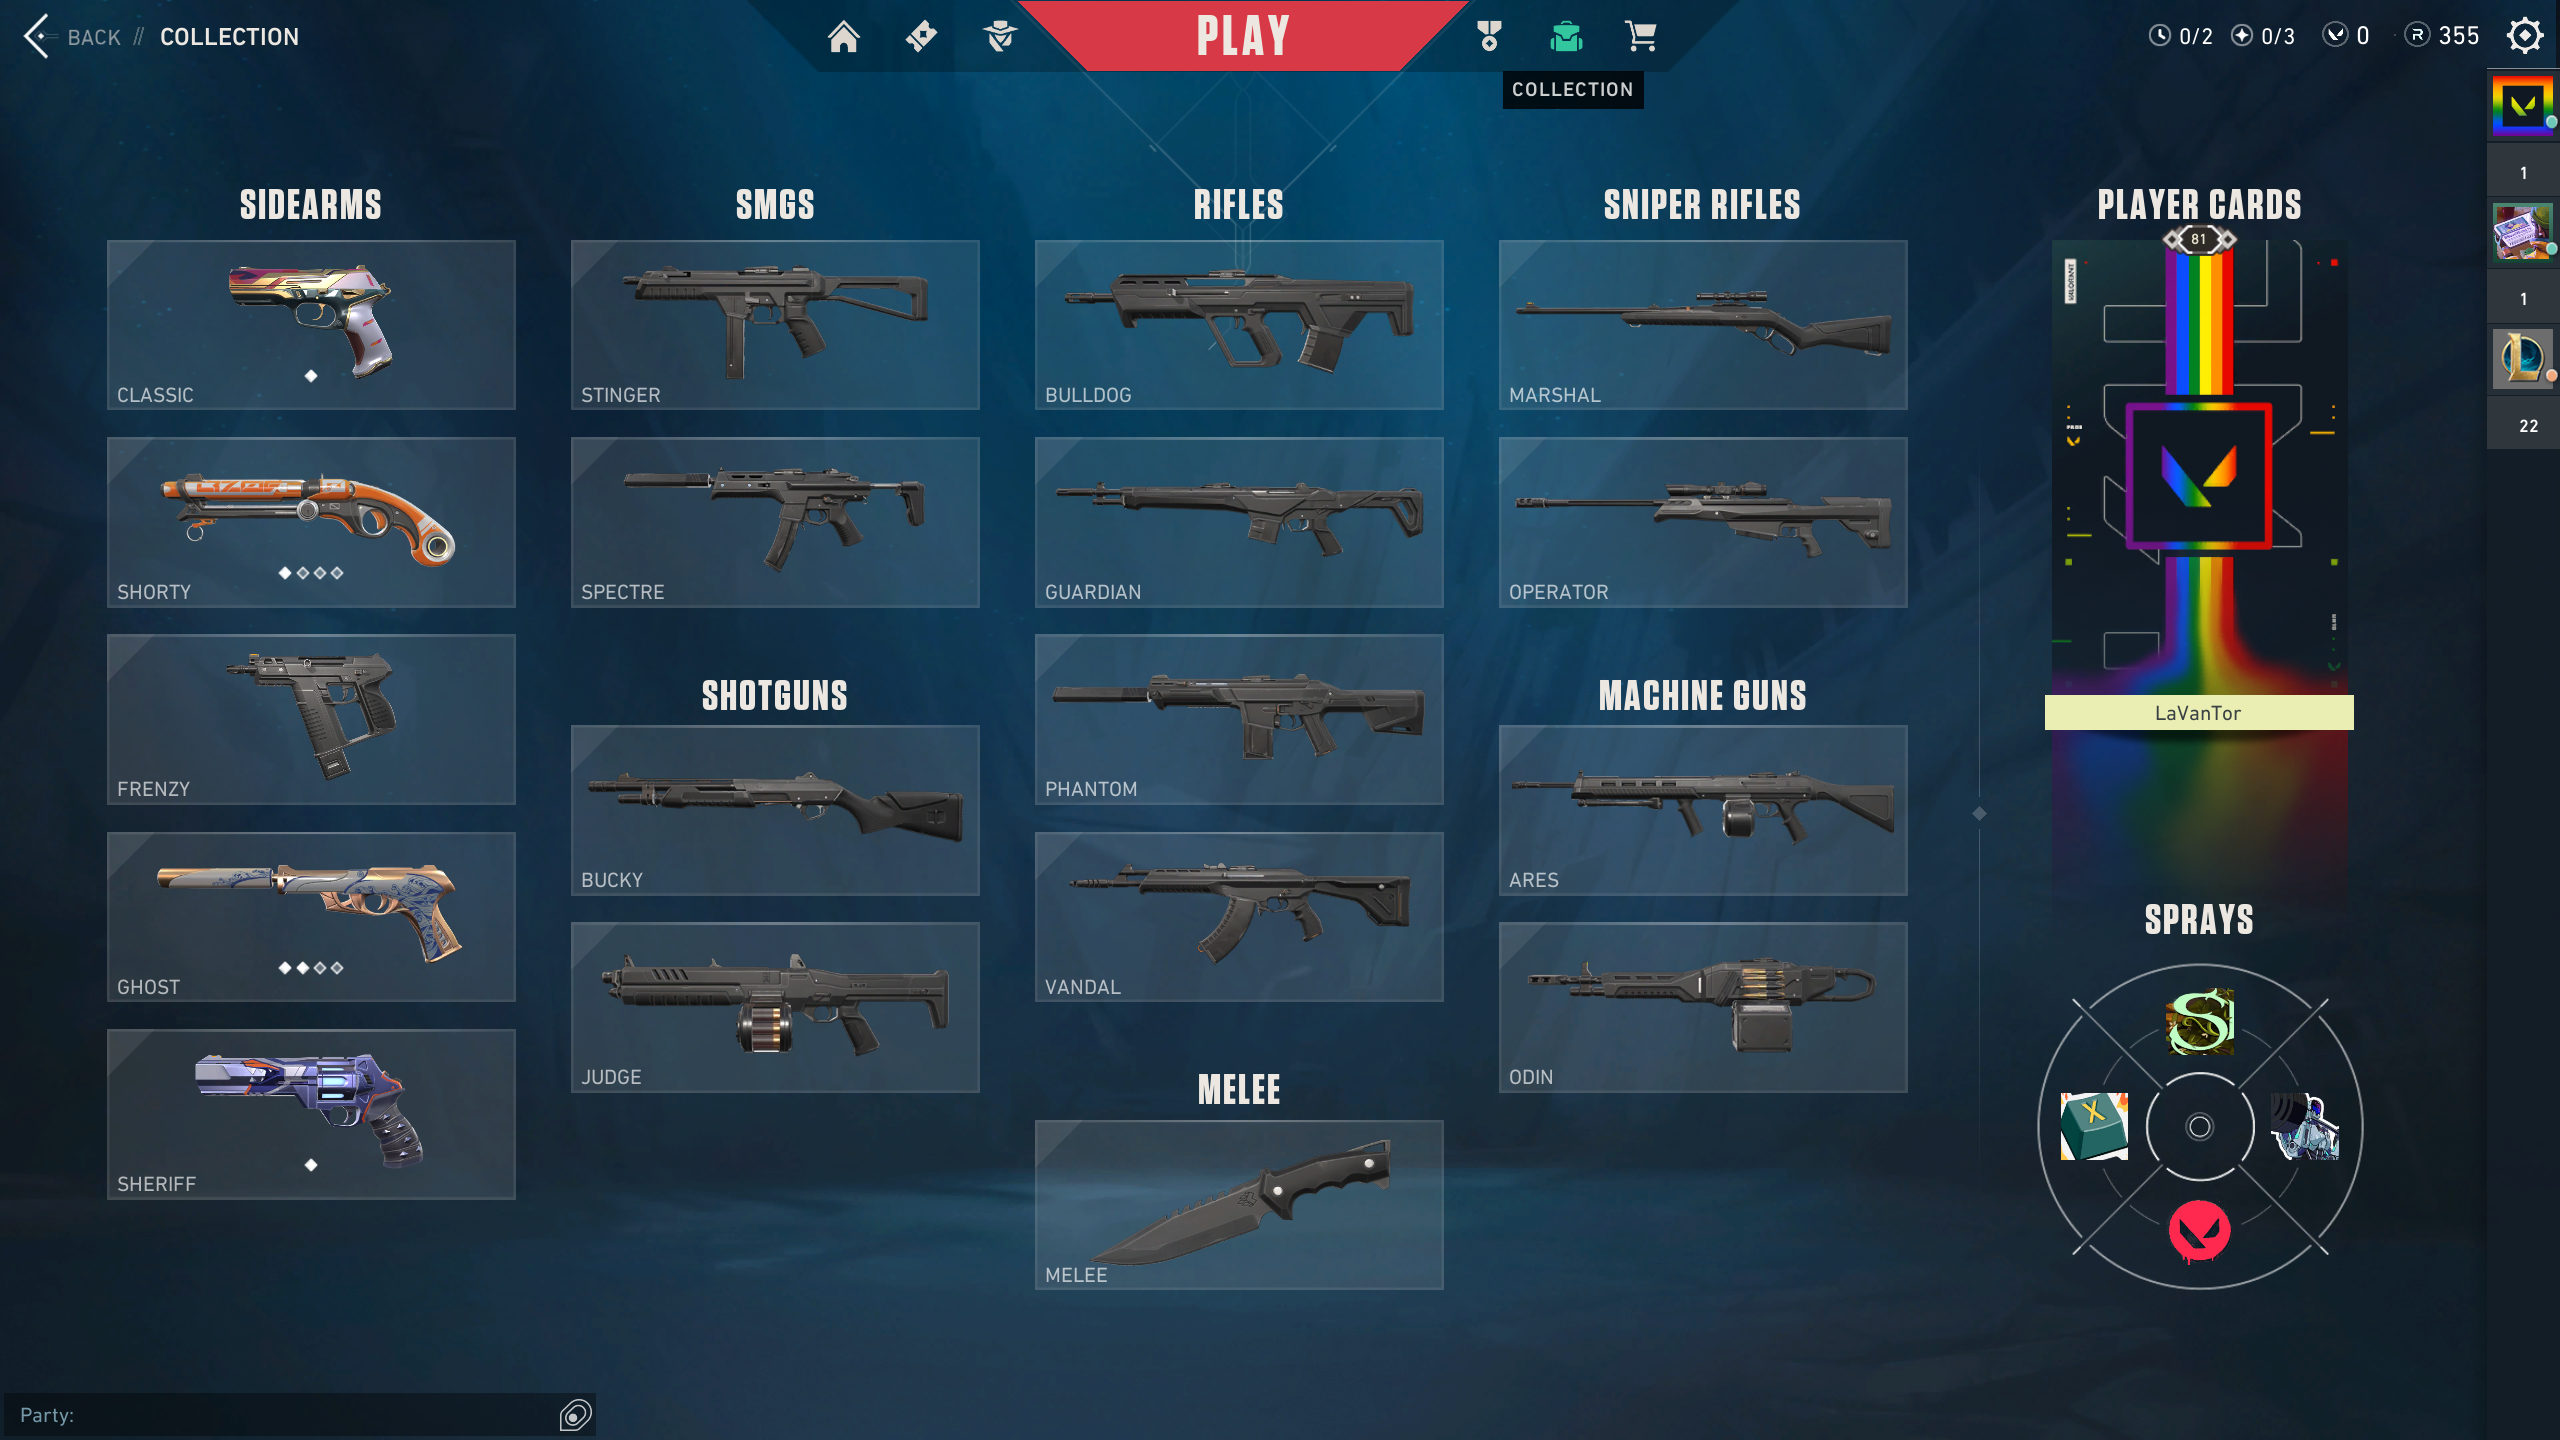 BACK // COLLECTION
PLAY
0/2
0/3
0
R 355
COLLECTION
SIDEARMS
CLASSIC
SHORTY
FRENZY
GHOST
SHERIFF
SMGS
STINGER
SPECTRE
SHOTGUNS
BUCKY
JUDGE
RIFLES
BULLDOG
GUARDIAN
PHANTOM
VANDAL
MELEE
MELEE
SNIPER RIFLES
MARSHAL
OPERATOR
MACHINE GUNS
ARES
ODIN
PLAYER CARDS
81
VALORANT
LaVanTor
SPRAYS
S
X
1
1
L
22
Party: